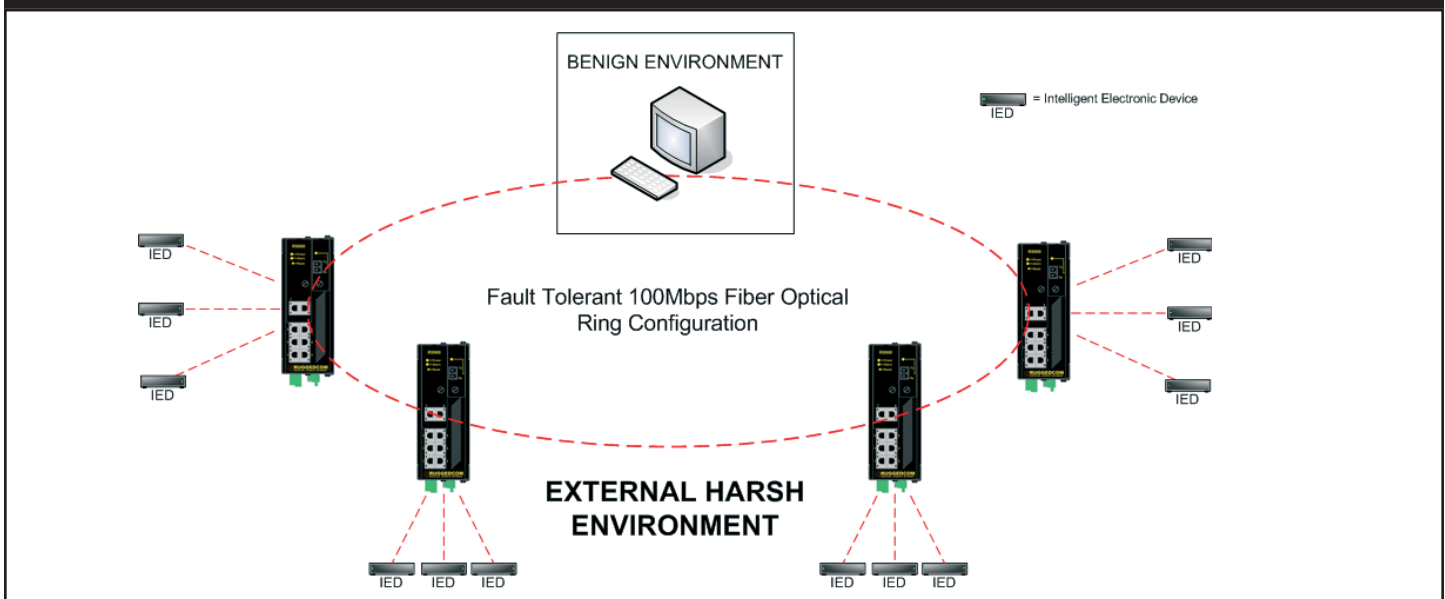 BENIGN ENVIRONMENT
= Intelligent Electronic Device
IED
IED
IED
IED
IED
IED
IED
Fault Tolerant 100Mbps Fiber Optical
Ring Configuration
RUGGEDCOM
RUGGEDCOM
RUGGEDCOM
RUGGEDCOM
EXTERNAL HARSH
ENVIRONMENT
IED
IED
IED
IED
IED
IED